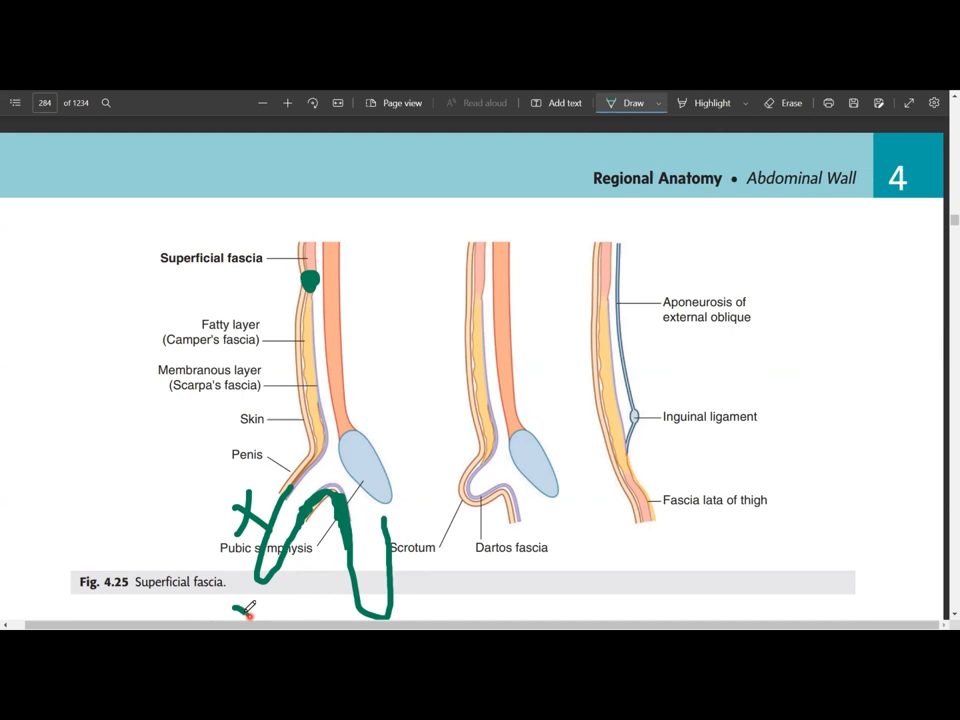 284 of 1234
Page view
Read aloud
Add text
Draw
Highlight
Erase
Regional Anatomy • Abdominal Wall 4
Superficial fascia
Fatty layer
(Camper's fascia)
Membranous layer
(Scarpa's fascia)
Skin
Penis
Pubic symphysis
Scrotum
Dartos fascia
Aponeurosis of
external oblique
Inguinal ligament
Fascia lata of thigh
Fig. 4.25 Superficial fascia.